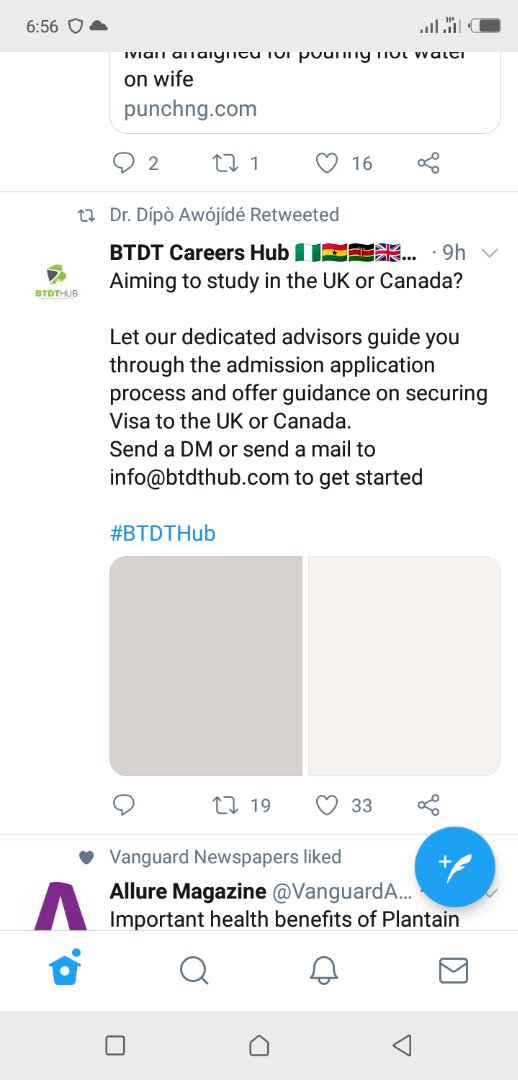 6:56
Man arraigned for pouring hot water
on wife
punchng.com
2 1 16
Dr. Dípò Awójídé Retweeted
BTDT Careers Hub 🇳🇬🇬🇭🇰🇪🇬🇧... · 9h
Aiming to study in the UK or Canada?
Let our dedicated advisors guide you
through the admission application
process and offer guidance on securing
Visa to the UK or Canada.
Send a DM or send a mail to
info@btdthub.com to get started
#BTDTHub
BTDTHUB
19 33
Vanguard Newspapers liked
Allure Magazine @VanguardA... ·
Important health benefits of Plantain